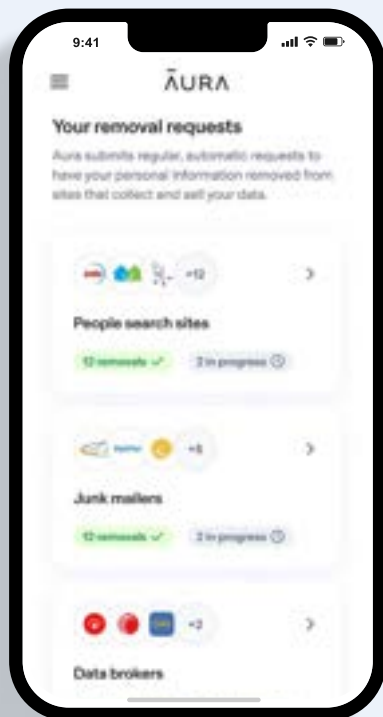 9:41
ĀURA
Your removal requests
Aura submits regular, automatic requests to
have your personal information removed from
sites that collect and sell your data.
+12
People search sites
12 removals
2 in progress
+5
Junk mailers
12 removals
2 in progress
+2
Data brokers